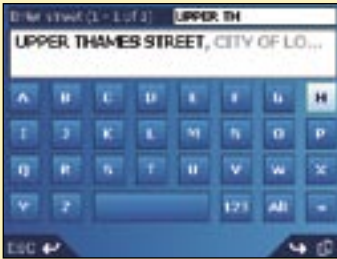 Enter street (1 - 1 of 1) UPPER TH
UPPER THAMES STREET, CITY OF LO...
A B C D E F G H
I J K L M N O P
Q R S T U V W X
Y Z 123 Alt -
ESC